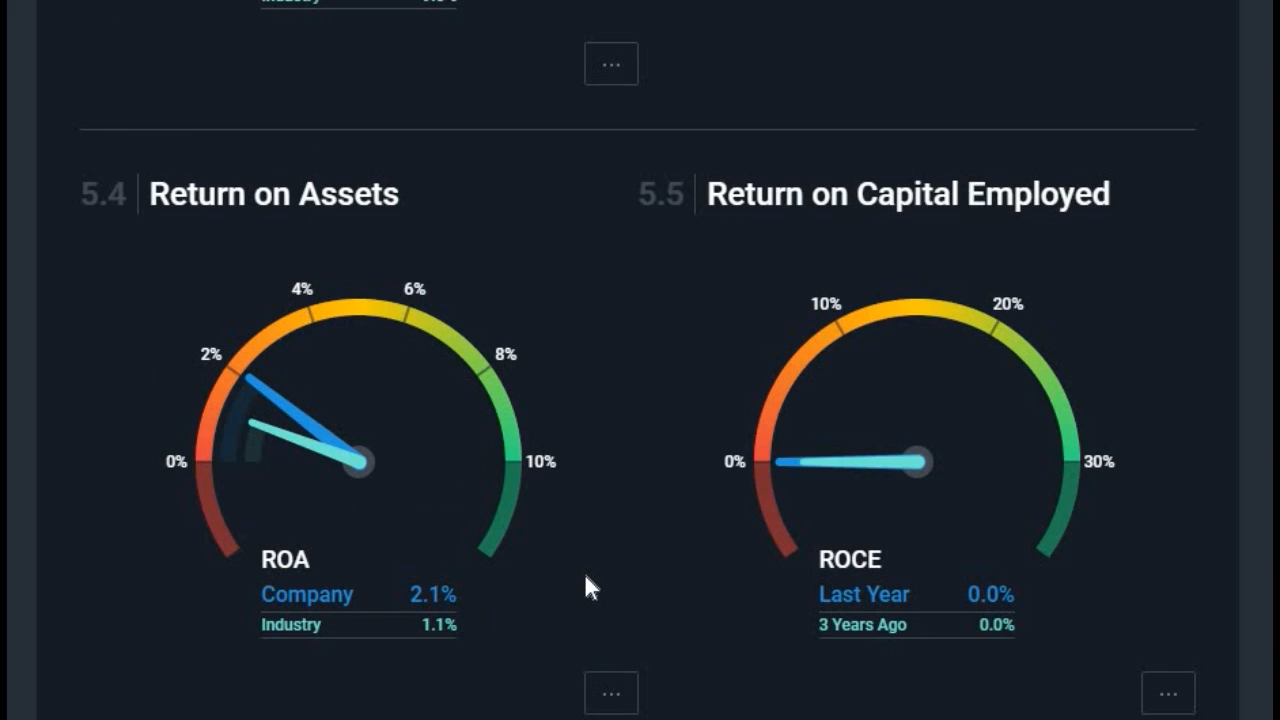 5.4 Return on Assets
5.5 Return on Capital Employed
4%
6%
2%
8%
0%
10%
ROA
Company 2.1%
Industry 1.1%
10%
20%
0%
30%
ROCE
Last Year 0.0%
3 Years Ago 0.0%